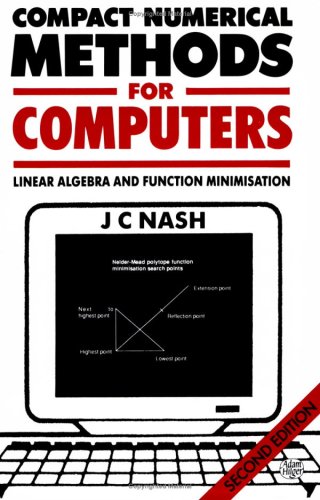 COMPACT NUMERICAL
METHODS
FOR
COMPUTERS
LINEAR ALGEBRA AND FUNCTION MINIMISATION
J C NASH
Nelder-Mead polytope function
minimisation search points
Extension point
Next to
highest point
Reflection point
Highest point
Lowest point
SECOND EDITION
Adam
Hilger